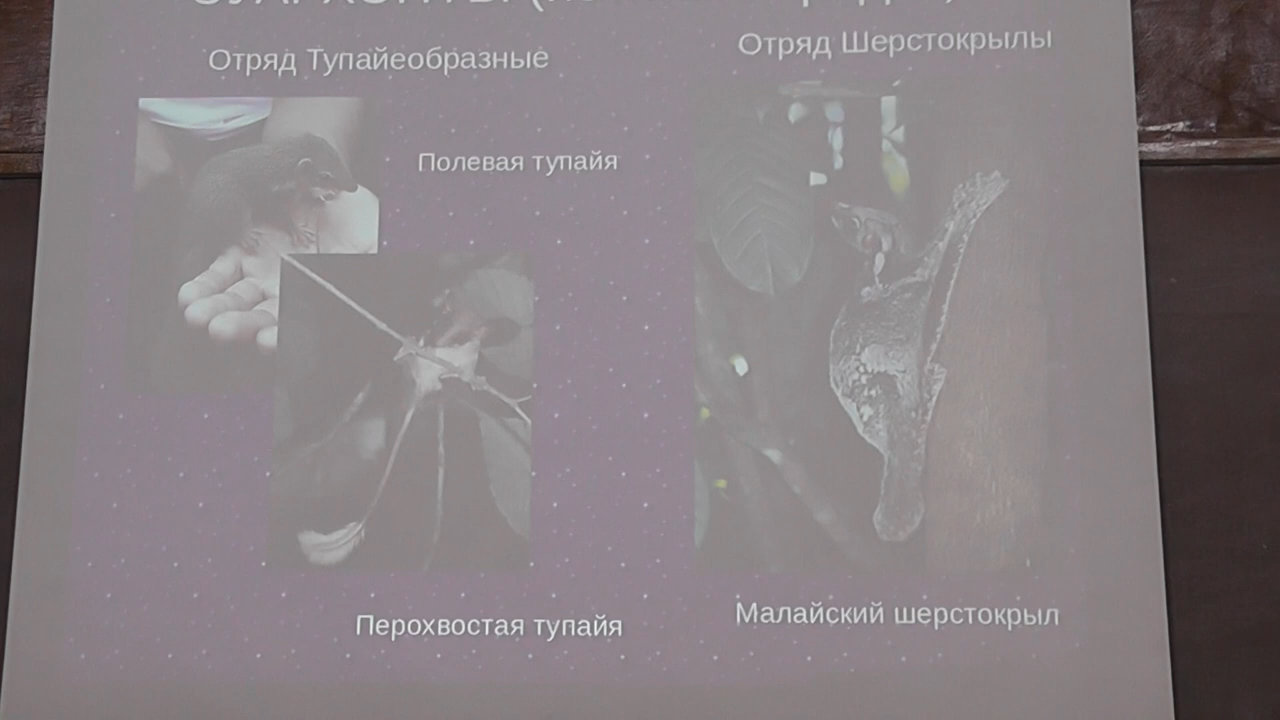 Отряд Тупайеобразные
Отряд Шерстокрылы
Полевая тупайя
Перохвостая тупайя
Малайский шерстокрыл